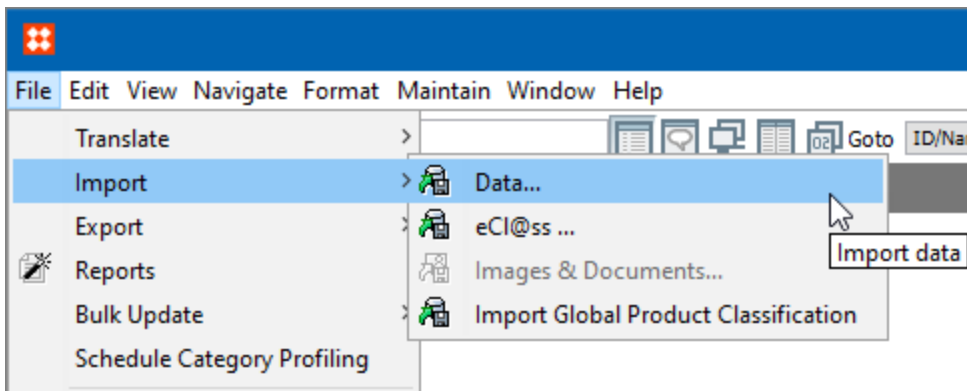 File Edit View Navigate Format Maintain Window Help
Translate
Goto ID/Na
Import
Data...
Export
eCl@ss ...
Import data
Reports
Images & Documents...
Bulk Update
Import Global Product Classification
Schedule Category Profiling